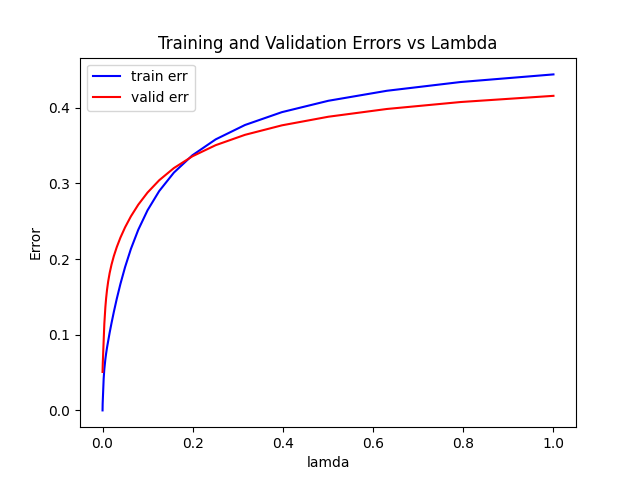 Training and Validation Errors vs Lambda
train err
valid err
Error
0.4
0.3
0.2
0.1
0.0
0.0 0.2 0.4 0.6 0.8 1.0
lamda